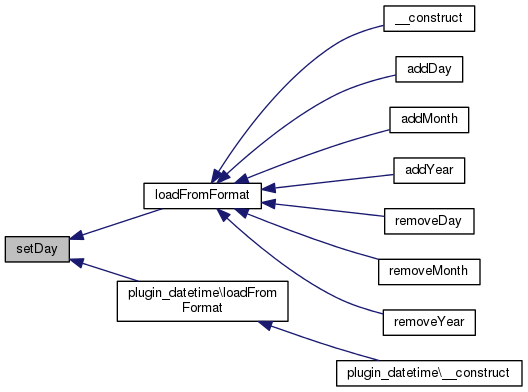 __construct
addDay
addMonth
loadFromFormat
addYear
removeDay
setDay
removeMonth
plugin_datetime\loadFrom
Format
removeYear
plugin_datetime\__construct